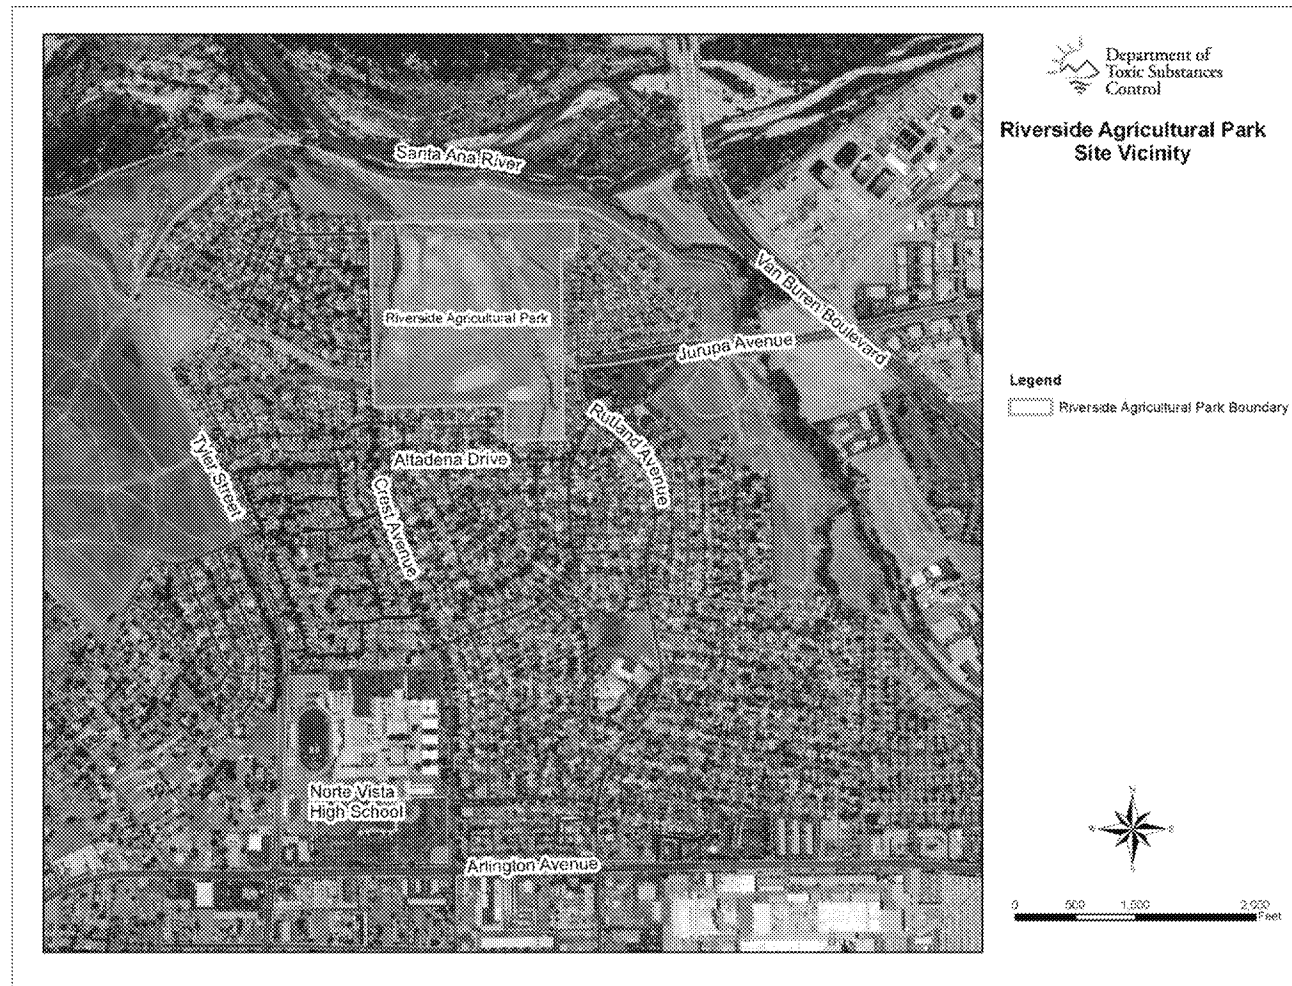 Department of
Toxic Substances
Control
Riverside Agricultural Park
Site Vicinity
Santa Ana River
Van Buren Boulevard
Riverside Agricultural Park
Jurupa Avenue
Legend
Riverside Agricultural Park Boundary
Rutland Avenue
Tyler Street
Altadena Drive
Crest Avenue
Norte Vista
High School
Arlington Avenue
N
W E
S
0 500 1,000 2,000
Feet